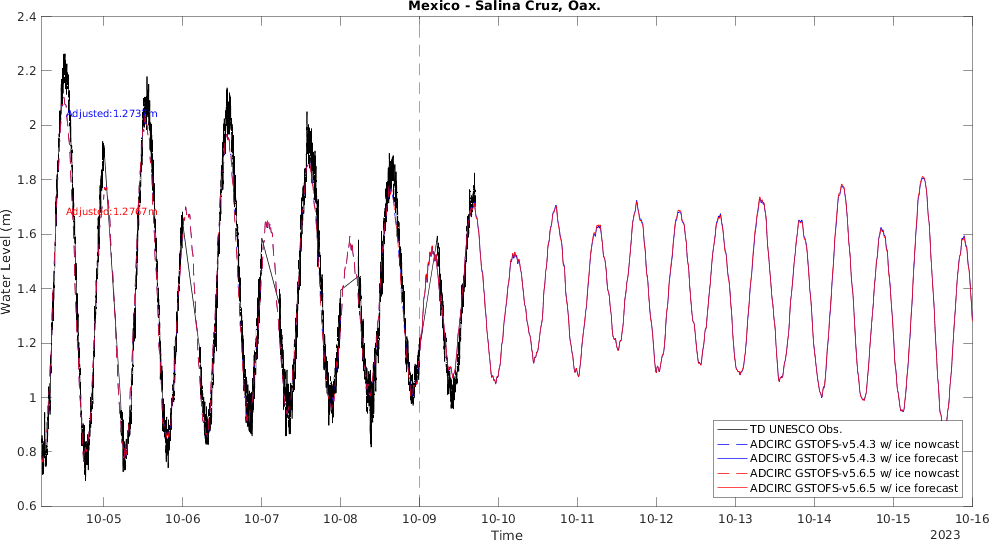 Mexico - Salina Cruz, Oax.
2.4
2.2
2
1.8
1.6
1.4
1.2
1
0.8
0.6
Water Level (m)
Adjusted:1.2767m
10-05
10-06
10-07
10-08
10-09
10-10
10-11
10-12
10-13
10-14
10-15
10-16
Time
2023
TD UNESCO Obs.
ADCIRC GSTOFS-v5.4.3 w/ ice nowcast
ADCIRC GSTOFS-v5.4.3 w/ ice forecast
ADCIRC GSTOFS-v5.6.5 w/ ice nowcast
ADCIRC GSTOFS-v5.6.5 w/ ice forecast